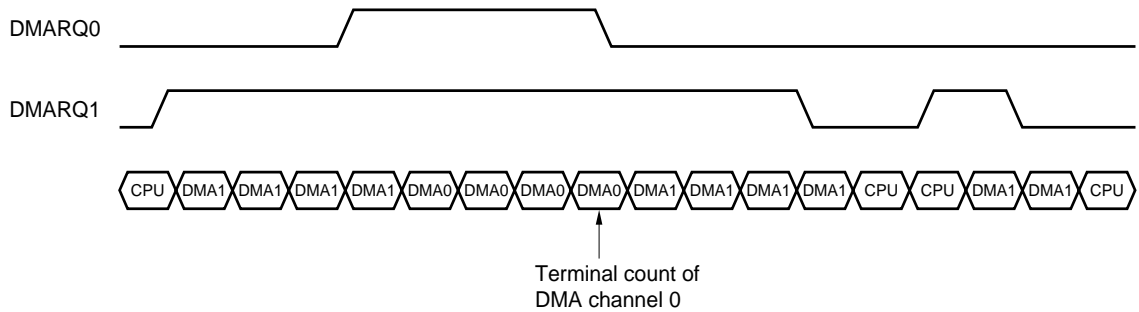 DMARQ0
DMARQ1
CPU DMA1 DMA1 DMA1 DMA1 DMA0 DMA0 DMA0 DMA0 DMA1 DMA1 DMA1 DMA1 CPU CPU DMA1 DMA1 CPU
Terminal count of
DMA channel 0